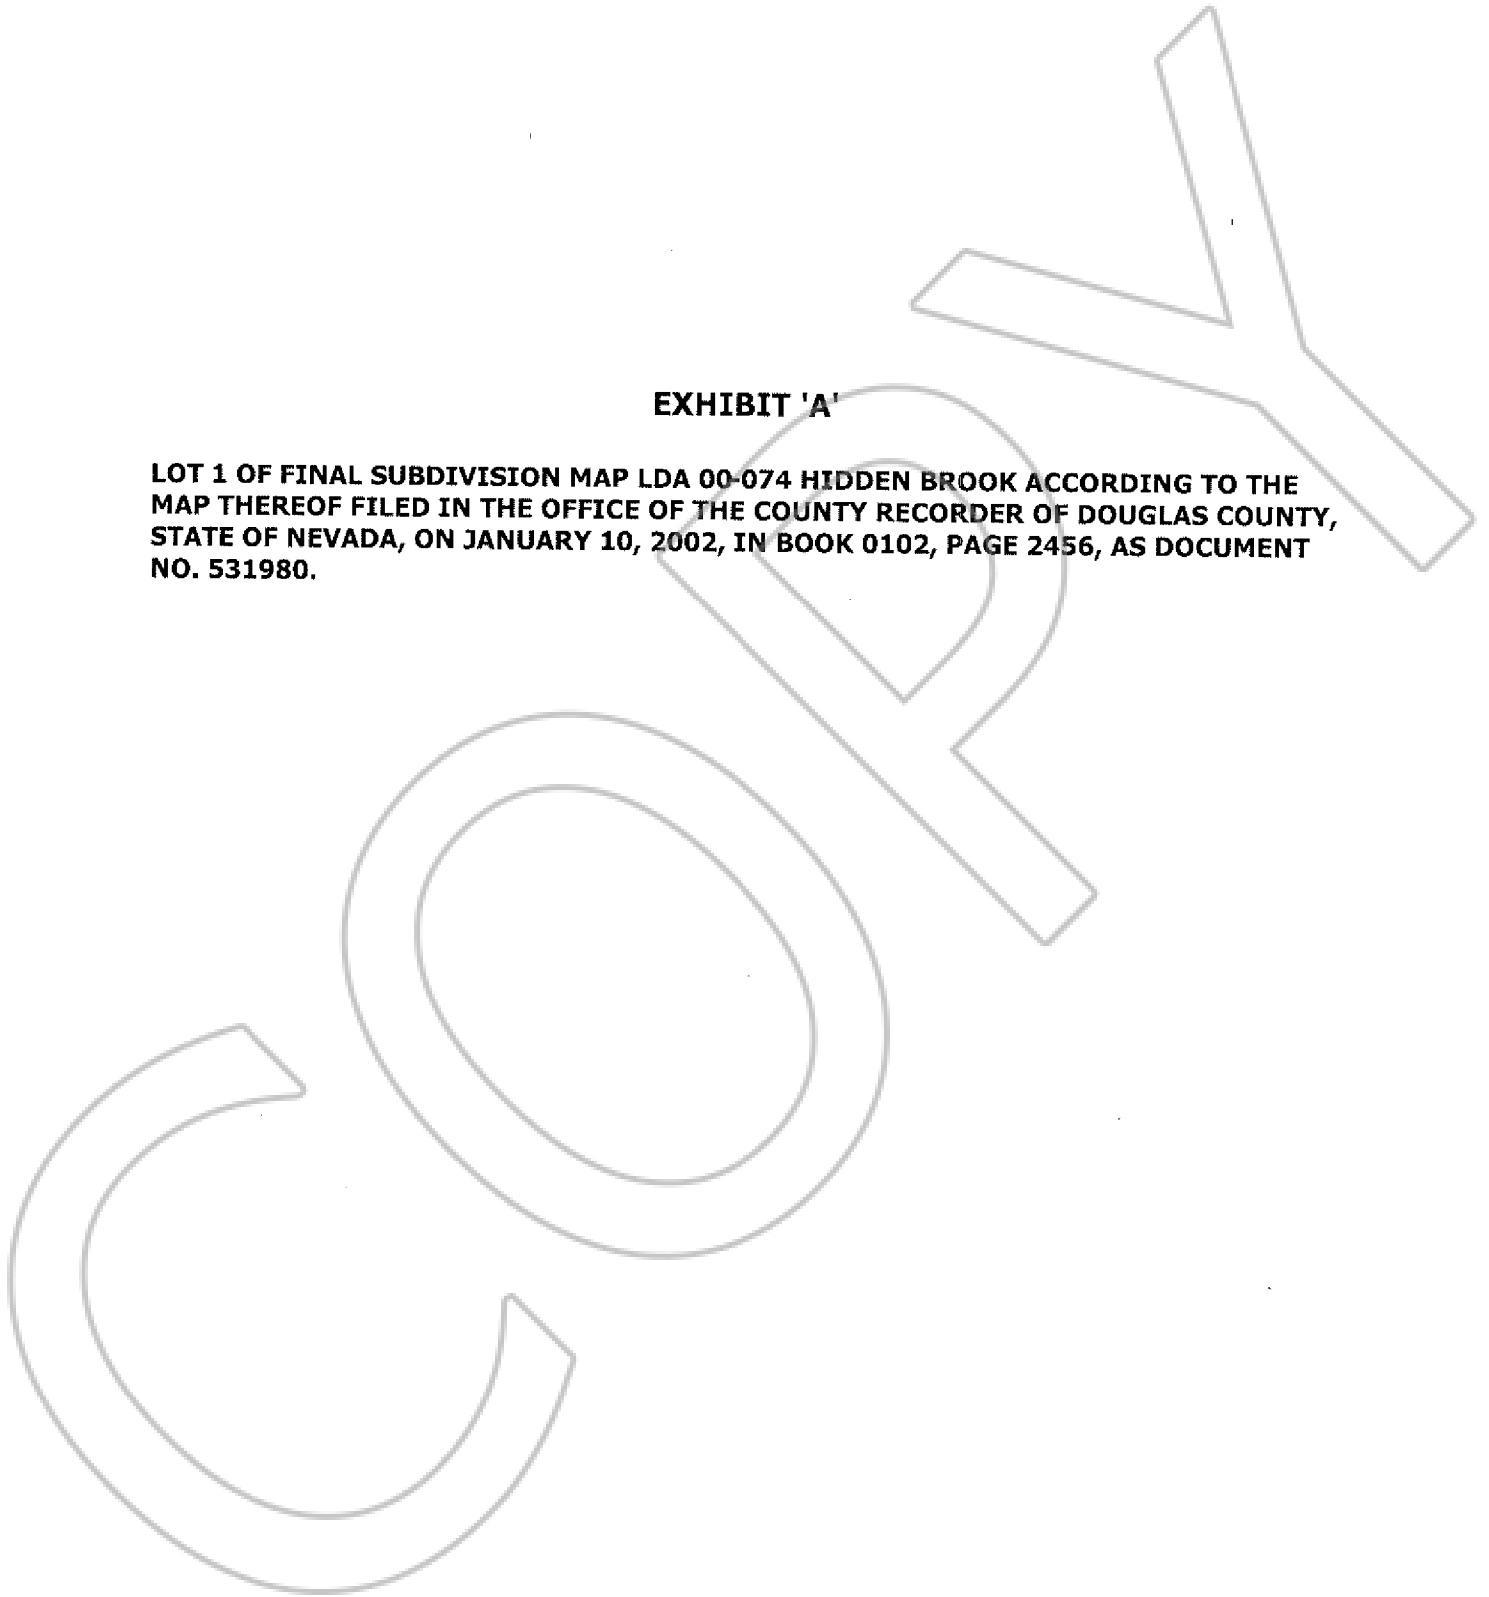 EXHIBIT 'A'
LOT 1 OF FINAL SUBDIVISION MAP LDA 00-074 HIDDEN BROOK ACCORDING TO THE
MAP THEREOF FILED IN THE OFFICE OF THE COUNTY RECORDER OF DOUGLAS COUNTY,
STATE OF NEVADA, ON JANUARY 10, 2002, IN BOOK 0102, PAGE 2456, AS DOCUMENT
NO. 531980.
COPY